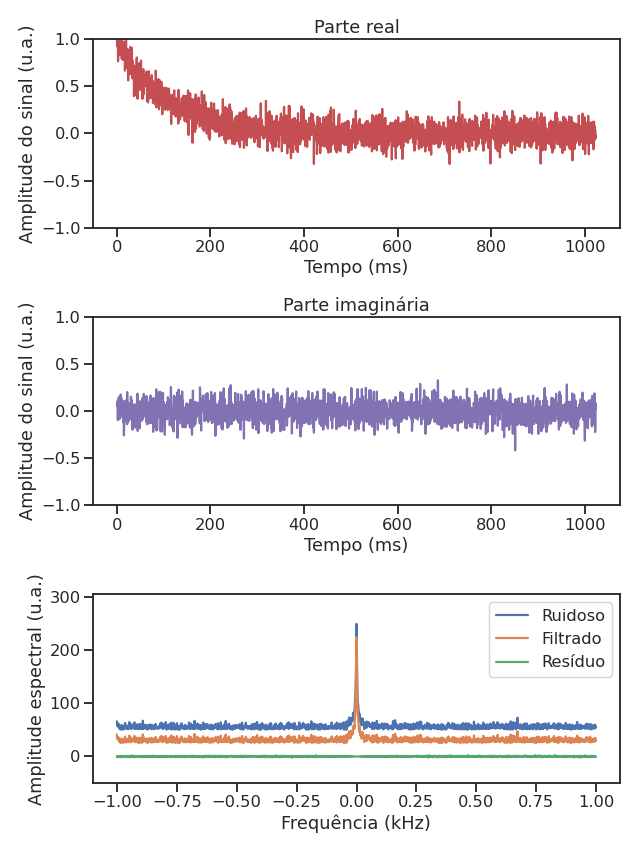 Parte real
Amplitude do sinal (u.a.)
1.0
0.5
0.0
−0.5
−1.0
0 200 400 600 800 1000
Tempo (ms)
Parte imaginária
Amplitude do sinal (u.a.)
1.0
0.5
0.0
−0.5
−1.0
0 200 400 600 800 1000
Tempo (ms)
Amplitude espectral (u.a.)
300
200
100
0
Ruidoso
Filtrado
Resíduo
−1.00 −0.75 −0.50 −0.25 0.00 0.25 0.50 0.75 1.00
Frequência (kHz)